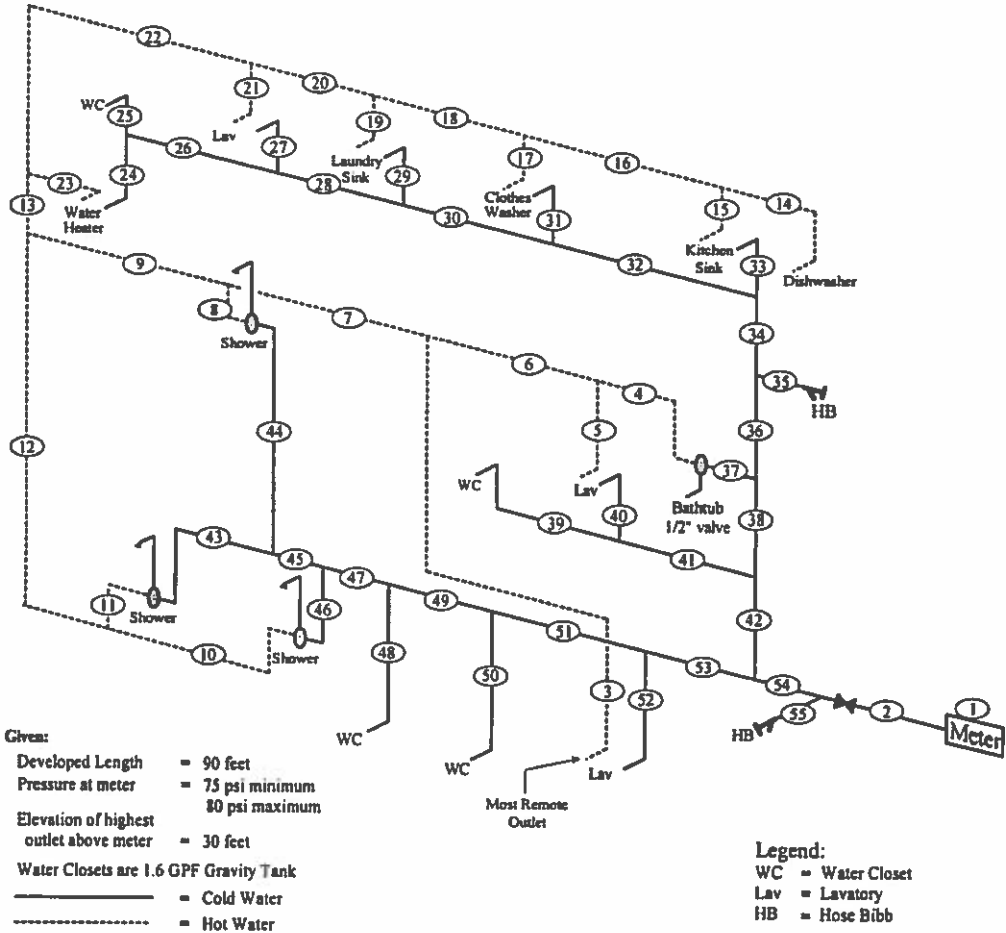 22
21
20
WC
25
19
18
Lav
27
26
17
16
Laundry
Sink
29
24
23
28
Clothes
Washer
15
14
13
Water
Heater
30
31
Kitchen
Sink
33
Dishwasher
9
32
8
Shower
7
34
6
35
HB
4
5
36
44
12
WC
37
Lav
40
Bathtub
1/2" valve
39
38
43
45
41
47
11
Shower
46
49
42
10
Shower
51
48
50
3
52
53
54
55
2
1
Meter
HB
WC
WC
Lav
Most Remote
Outlet
Given:
Developed Length = 90 feet
Pressure at meter = 75 psi minimum
80 psi maximum
Elevation of highest
outlet above meter = 30 feet
Water Closets are 1.6 GPF Gravity Tank
= Cold Water
= Hot Water
Legend:
WC = Water Closet
Lav = Lavatory
HB = Hose Bibb